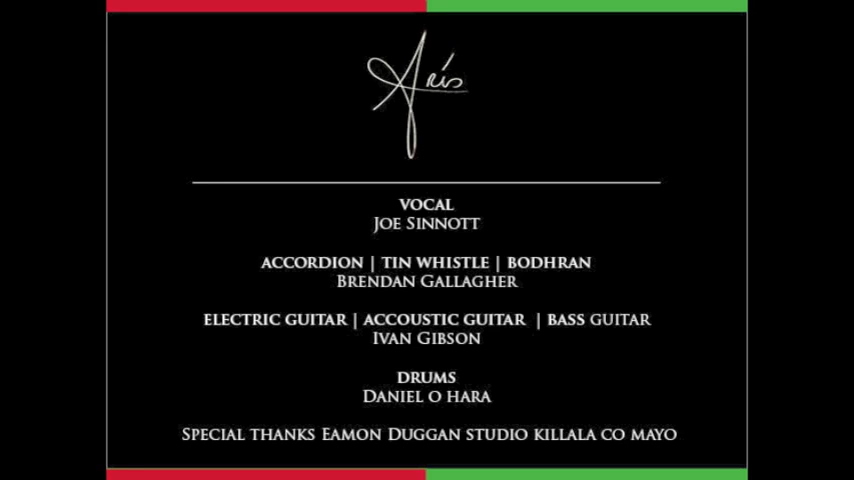 Arís
VOCAL
JOE SINNOTT
ACCORDION | TIN WHISTLE | BODHRAN
BRENDAN GALLAGHER
ELECTRIC GUITAR | ACCOUSTIC GUITAR | BASS GUITAR
IVAN GIBSON
DRUMS
DANIEL O HARA
SPECIAL THANKS EAMON DUGGAN STUDIO KILLALA CO MAYO